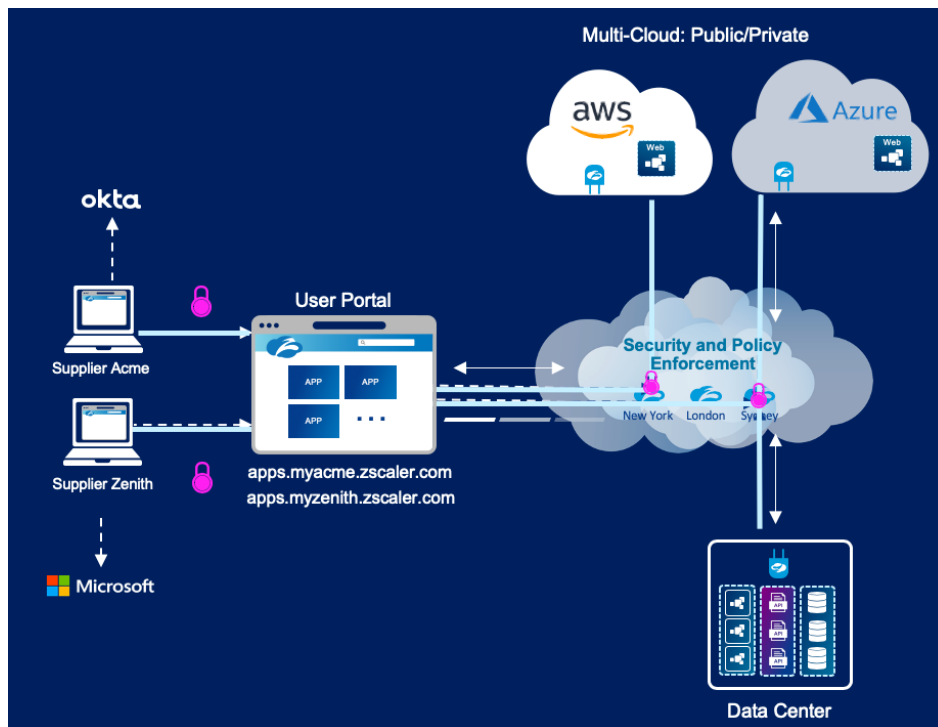 Multi-Cloud: Public/Private
aws
Azure
Web
Web
okta
User Portal
Supplier Acme
APP
APP
APP
Security and Policy
Enforcement
New York
London
Sydney
Supplier Zenith
apps.myacme.zscaler.com
apps.myzenith.zscaler.com
Microsoft
API
API
API
Data Center